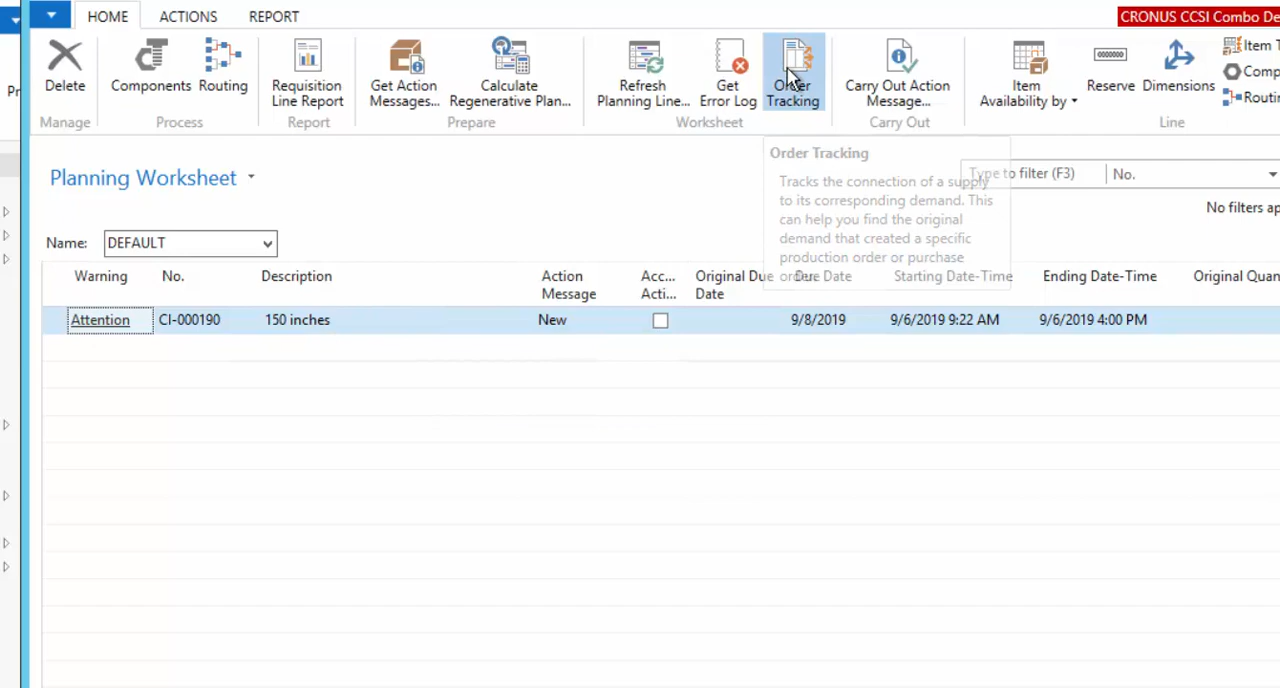 HOME ACTIONS REPORT
CRONUS CCSI Combo De
Pr
Delete
Components
Routing
Requisition
Line Report
Get Action
Messages...
Calculate
Regenerative Plan...
Refresh
Planning Line...
Get
Error Log
Order
Tracking
Carry Out Action
Message...
Item
Availability by
Reserve
Dimensions
Item T
Comp
Routin
Manage Process Report Prepare Worksheet Carry Out Line
Order Tracking
Tracks the connection of a supply
to its corresponding demand. This
can help you find the original
demand that created a specific
production order or purchase
order.
Planning Worksheet
Type to filter (F3) No.
No filters ap
Name: DEFAULT
Warning No. Description Action
Message Acc...
Acti... Original Due
Date Due Date Starting Date-Time Ending Date-Time Original Quan
Attention CI-000190 150 inches New 9/8/2019 9/6/2019 9:22 AM 9/6/2019 4:00 PM